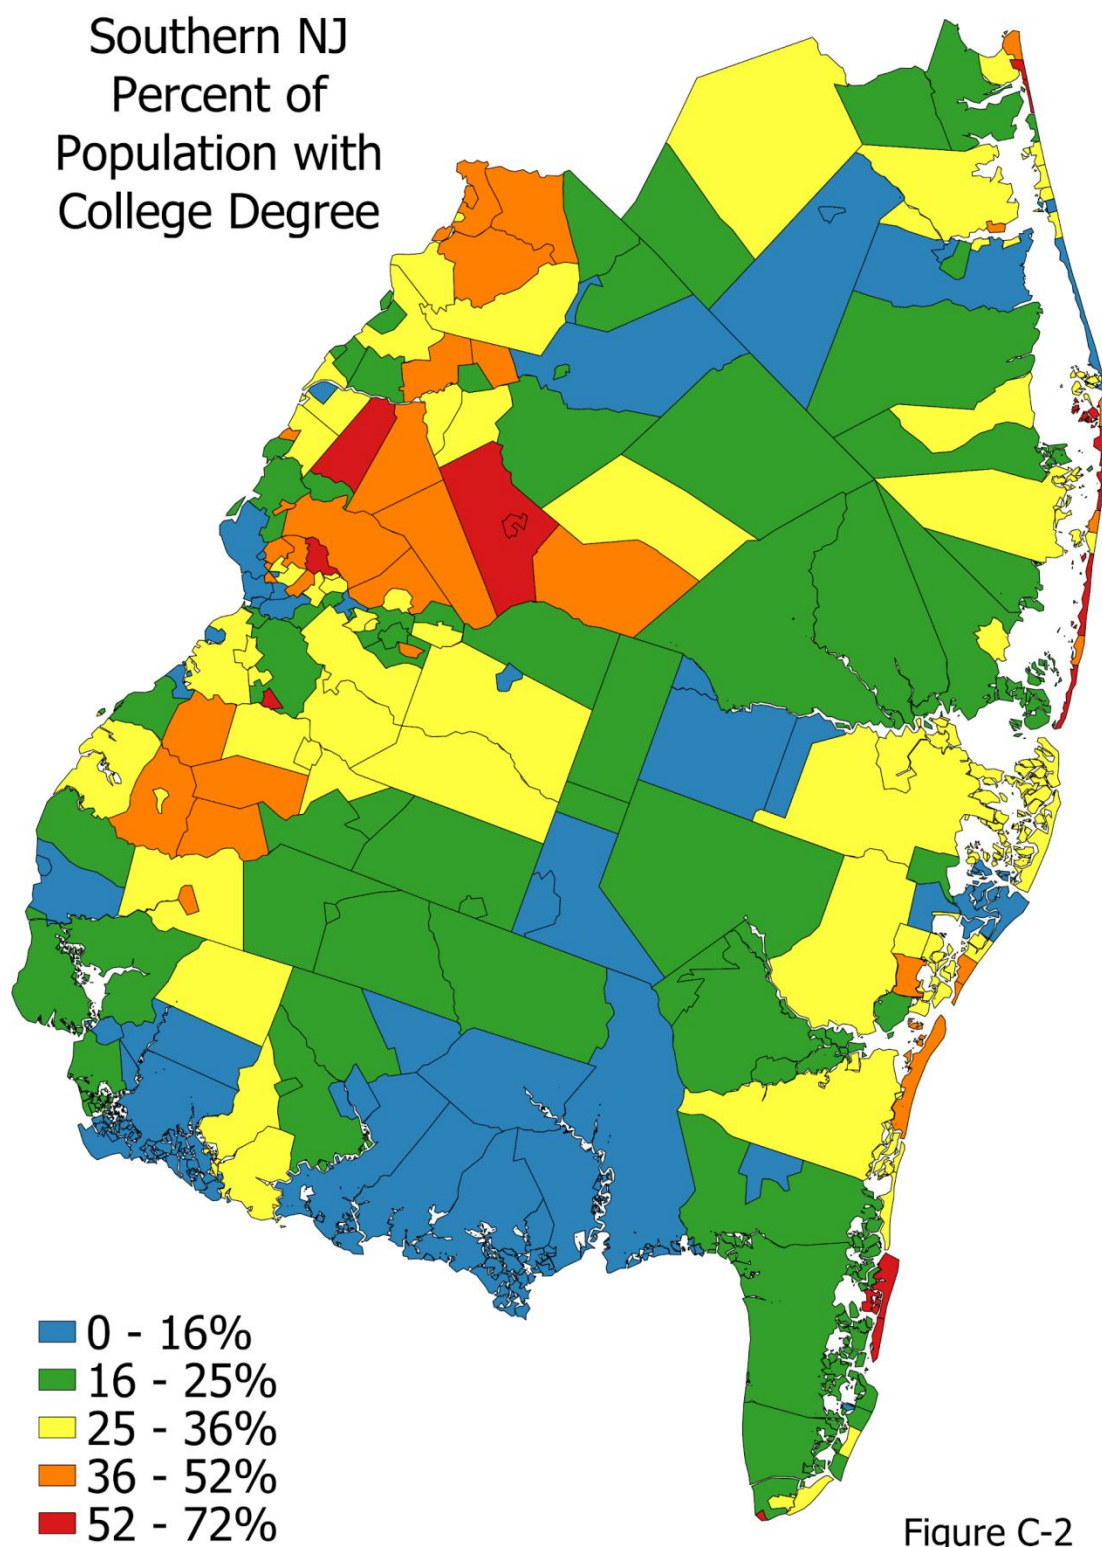 Southern NJ
Percent of
Population with
College Degree
0 - 16%
16 - 25%
25 - 36%
36 - 52%
52 - 72%
Figure C-2